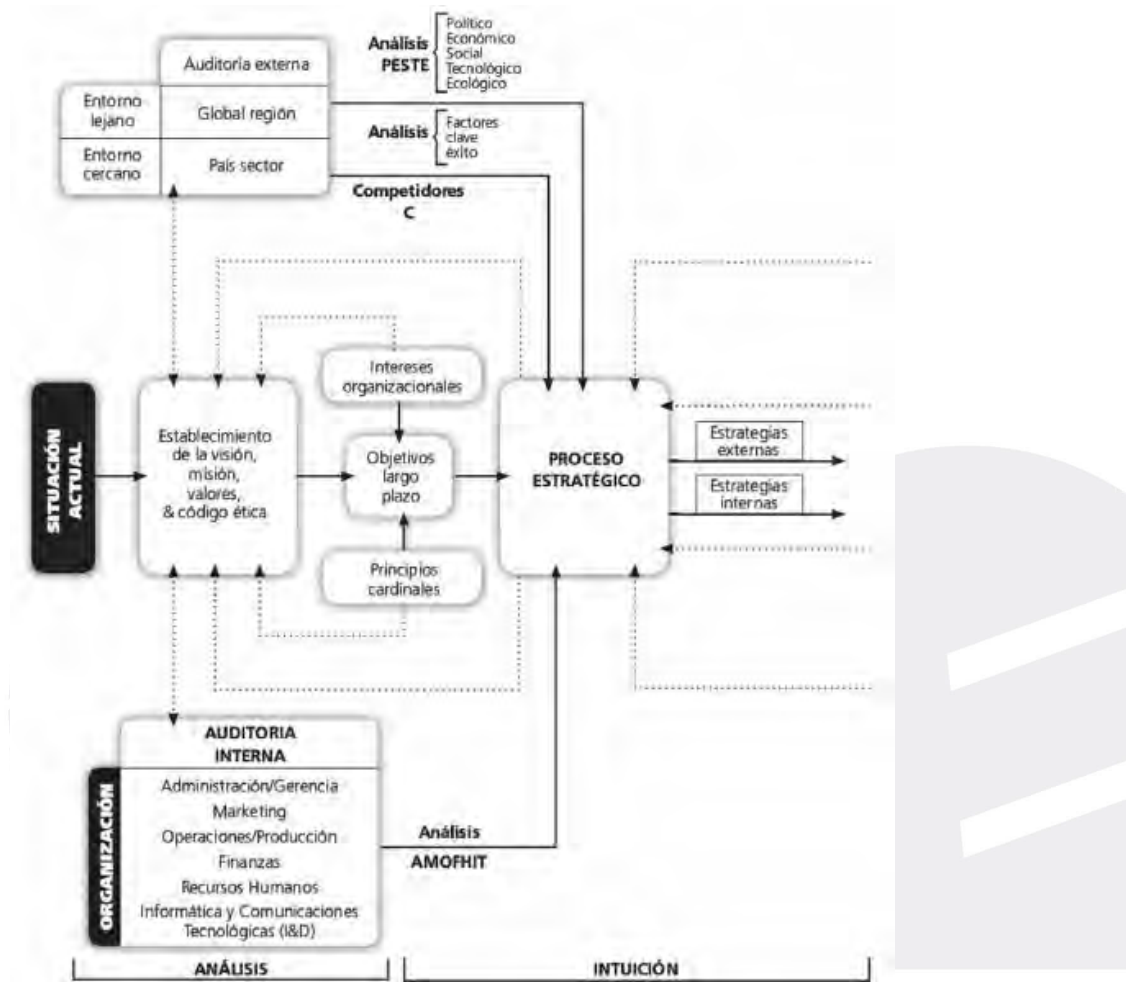 Auditoría externa
Entorno
lejano
Global región
Entorno
cercano
País sector
Análisis
PESTE
Político
Económico
Social
Tecnológico
Ecológico
Análisis
Factores
clave
éxito
Competidores
C
SITUACIÓN
ACTUAL
Establecimiento
de la visión,
misión,
valores,
& código ética
Intereses
organizacionales
Objetivos
largo
plazo
Principios
cardinales
PROCESO
ESTRATÉGICO
Estrategias
externas
Estrategias
internas
ORGANIZACIÓN
AUDITORIA
INTERNA
Administración/Gerencia
Marketing
Operaciones/Producción
Finanzas
Recursos Humanos
Informática y Comunicaciones
Tecnológicas (I&D)
Análisis
AMOFHIT
ANÁLISIS
INTUICIÓN